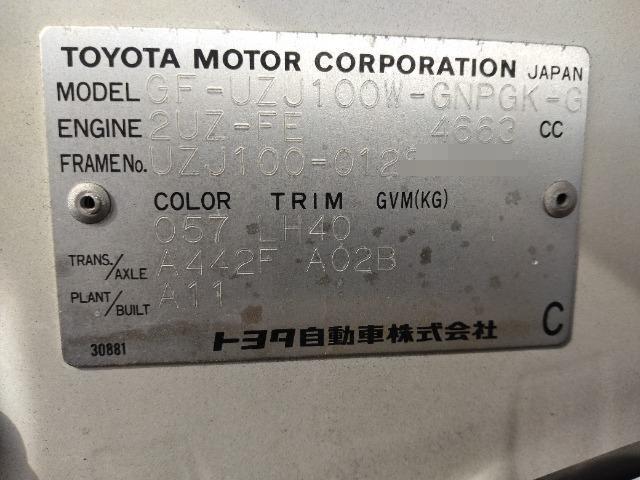 TOYOTA MOTOR CORPORATION JAPAN
MODEL GF-UZJ100W-GNPGK-G
ENGINE 2UZ-FE 4663 CC
FRAME No. UZJ100-012
COLOR TRIM GVM(KG)
057 LH40
TRANS./AXLE A442F A02B
PLANT/BUILT A11
30881 トヨタ自動車株式会社 C